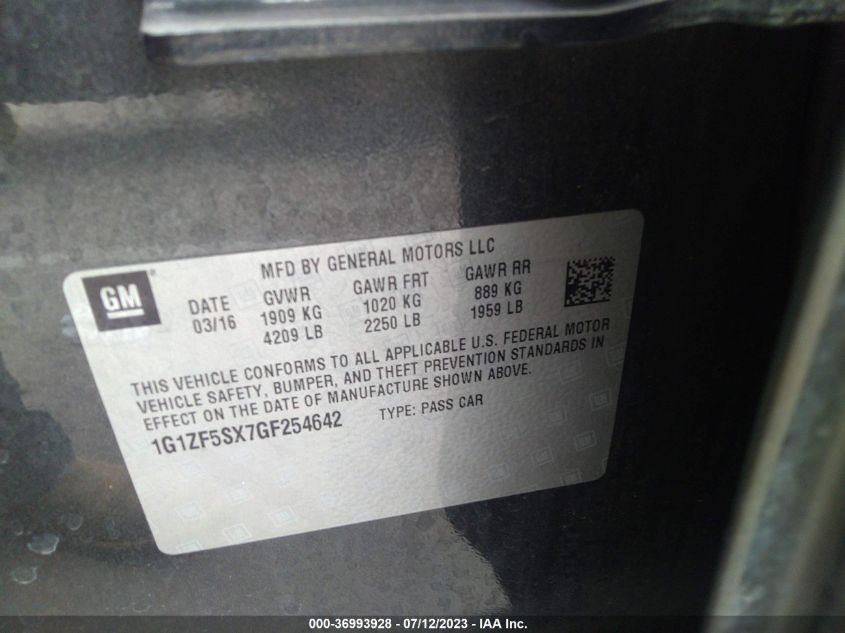 GM®
MFD BY GENERAL MOTORS LLC
DATE GVWR GAWR FRT GAWR RR
03/16 1909 KG 1020 KG 889 KG
4209 LB 2250 LB 1959 LB
THIS VEHICLE CONFORMS TO ALL APPLICABLE U.S. FEDERAL MOTOR
VEHICLE SAFETY, BUMPER, AND THEFT PREVENTION STANDARDS IN
EFFECT ON THE DATE OF MANUFACTURE SHOWN ABOVE.
1G1ZF5SX7GF254642 TYPE: PASS CAR
000-36993928 - 07/12/2023 - IAA Inc.